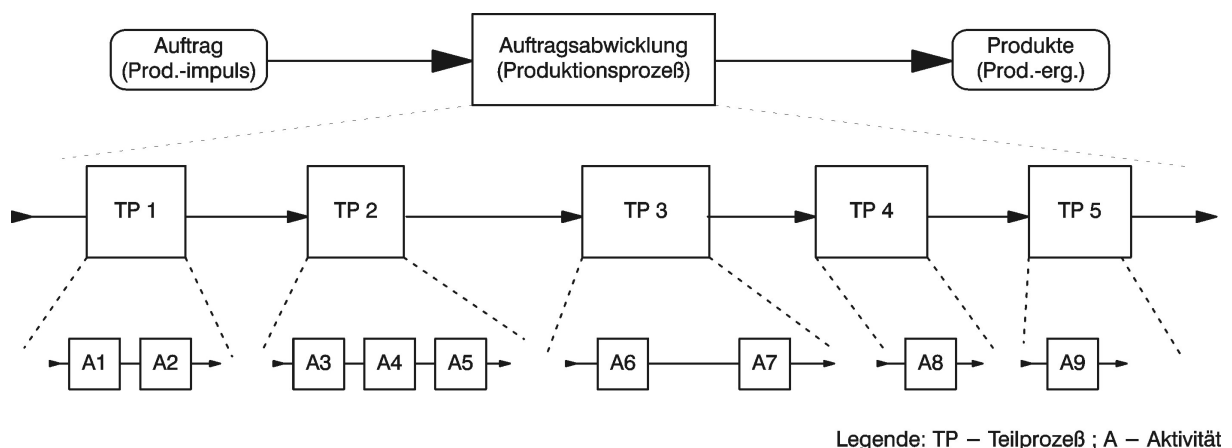 Auftrag
(Prod.-impuls)
Auftragsabwicklung
(Produktionsprozeß)
Produkte
(Prod.-erg.)
TP 1
TP 2
TP 3
TP 4
TP 5
A1
A2
A3
A4
A5
A6
A7
A8
A9
Legende: TP – Teilprozeß ; A – Aktivität